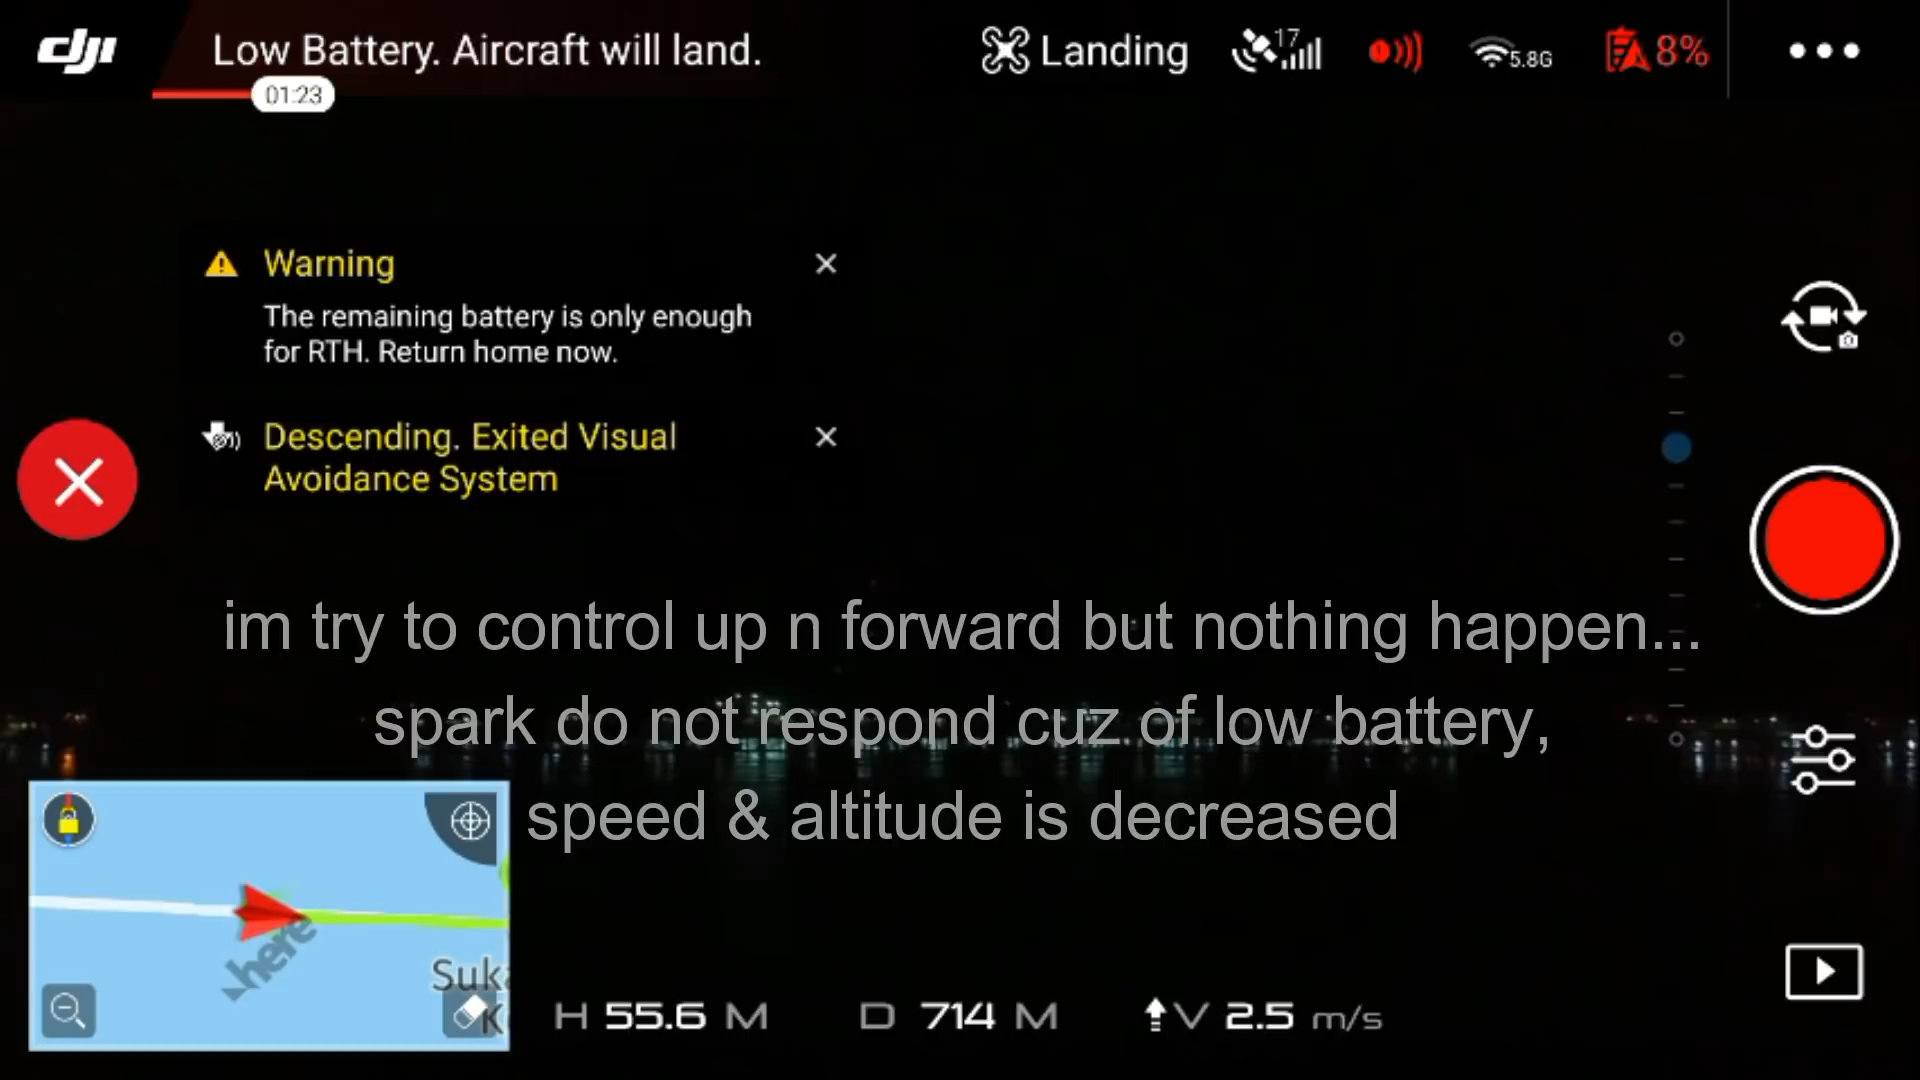 dji
Low Battery. Aircraft will land.
01:23
Landing
17
5.8G
8%
Warning
The remaining battery is only enough
for RTH. Return home now.
Descending. Exited Visual
Avoidance System
im try to control up n forward but nothing happen...
spark do not respond cuz of low battery,
speed & altitude is decreased
here
Suka
K
H 55.6 M
D 714 M
V 2.5 m/s